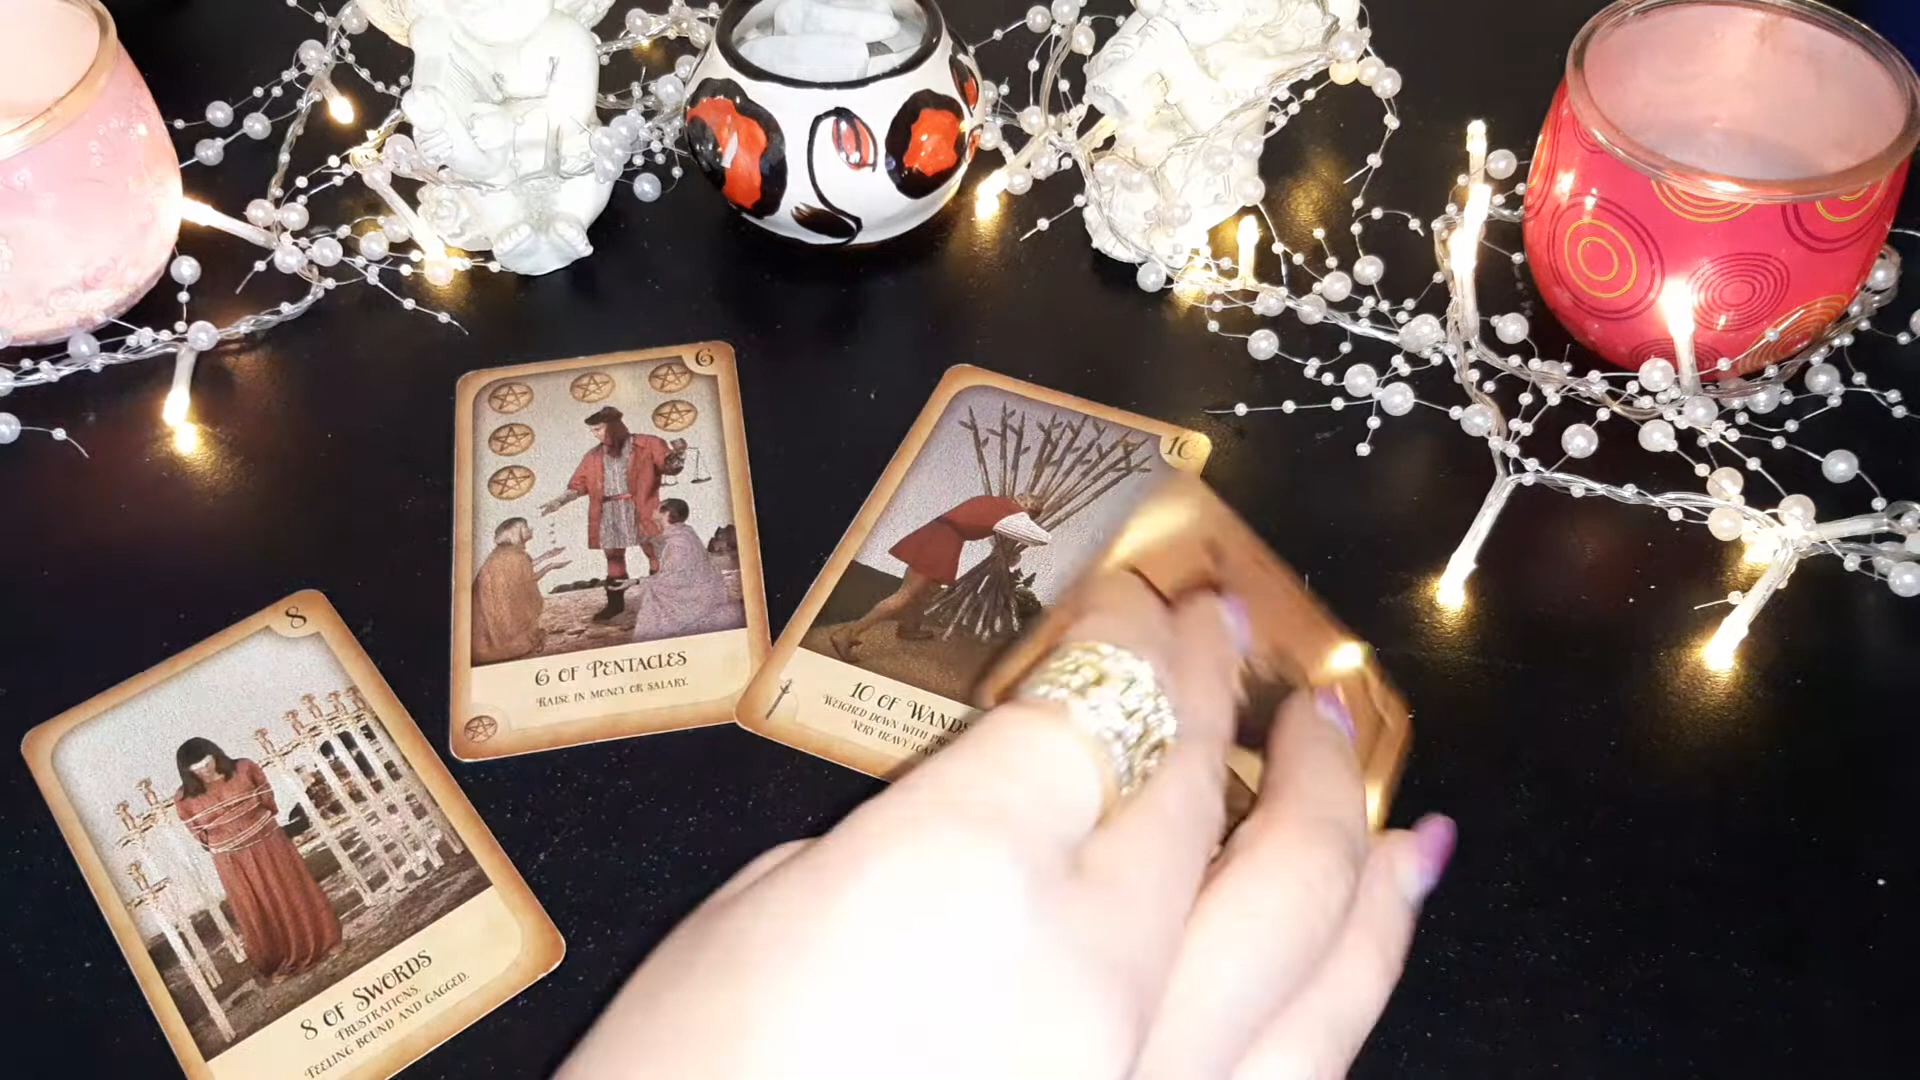 8
8 OF SWORDS
FRUSTRATIONS.
FEELING BOUND AND GAGGED.
6
6 OF PENTACLES
RAISE IN MONEY OR SALARY.
10
10 OF WANDS
WEIGHED DOWN WITH
VERY HEAVY